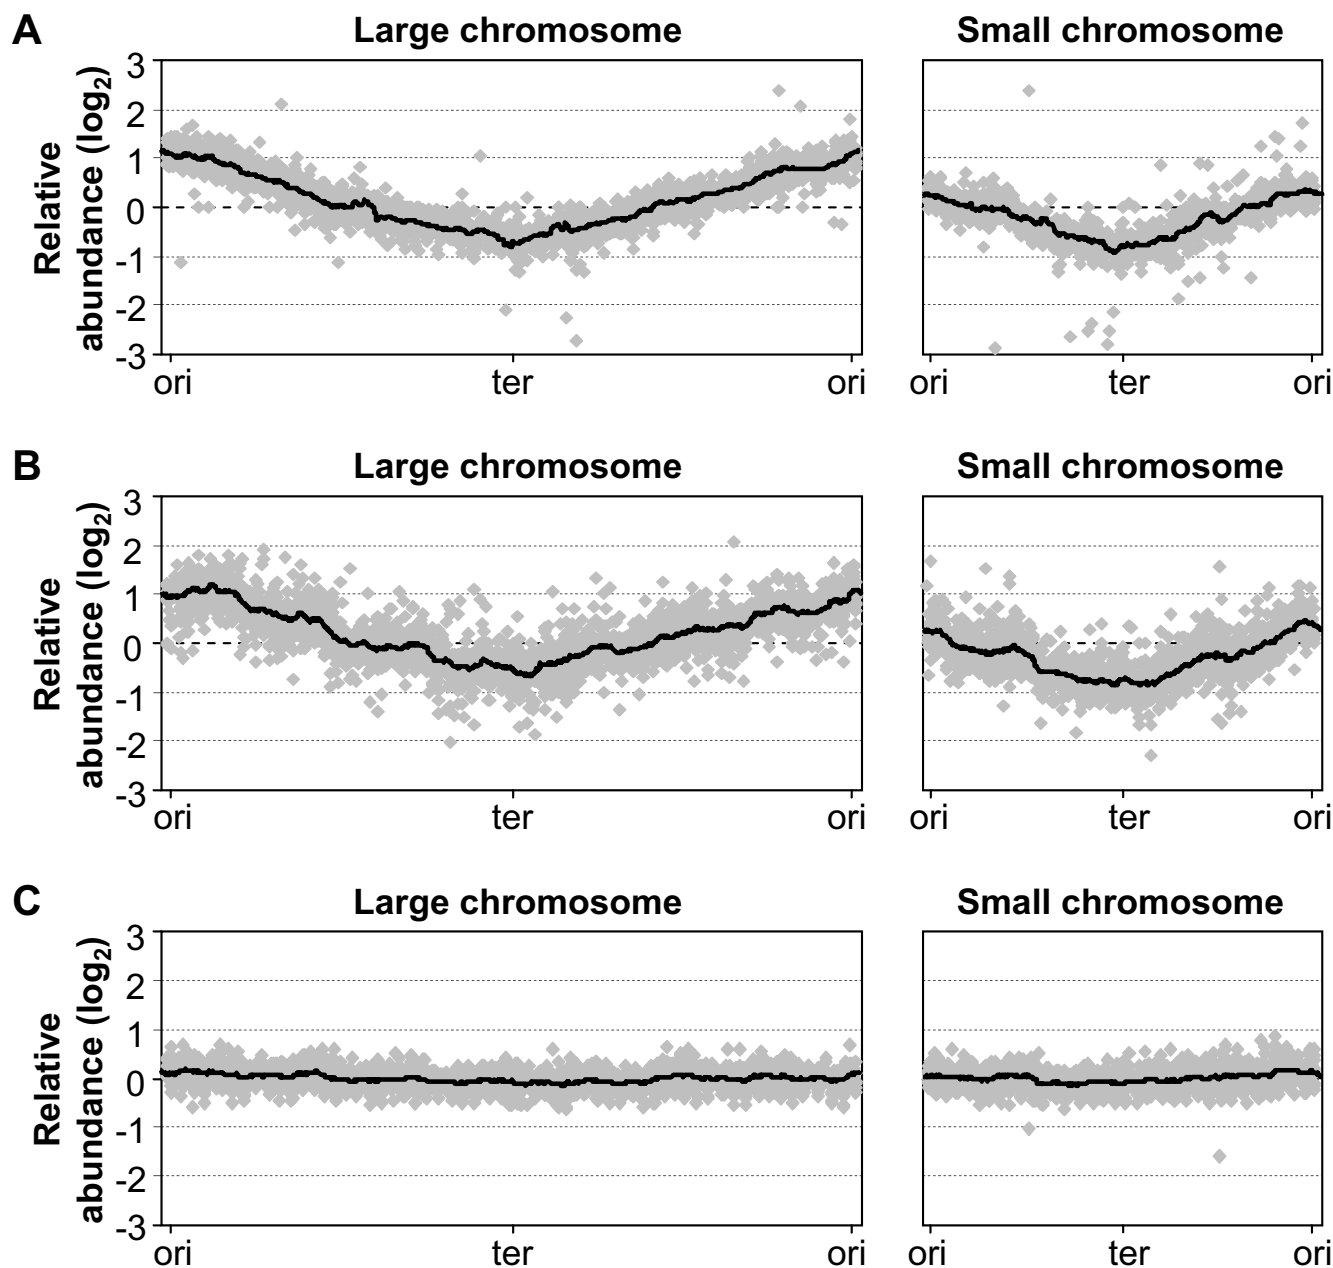 A
Large chromosome
Small chromosome
Relative
abundance (log2)
3
2
1
0
-1
-2
-3
ori
ter
ori
ori
ter
ori
B
Large chromosome
Small chromosome
Relative
abundance (log2)
3
2
1
0
-1
-2
-3
ori
ter
ori
ori
ter
ori
C
Large chromosome
Small chromosome
Relative
abundance (log2)
3
2
1
0
-1
-2
-3
ori
ter
ori
ori
ter
ori